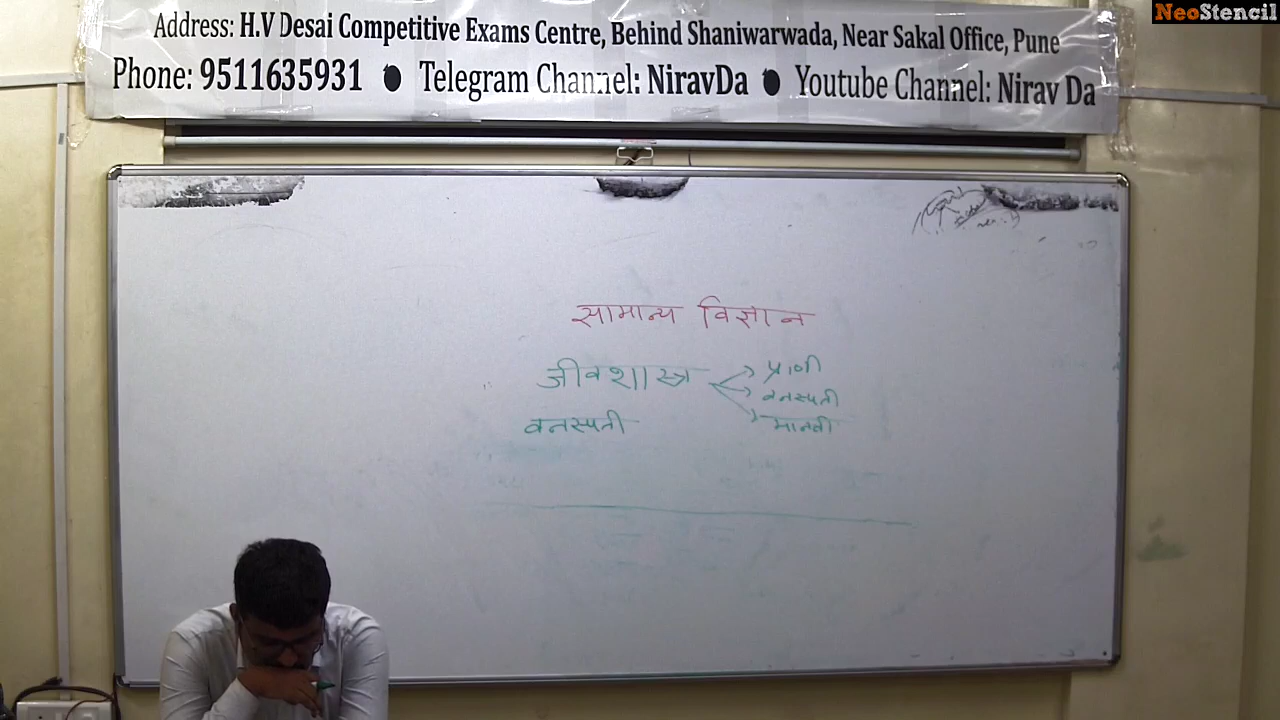 NeoStencil
Address: H.V Desai Competitive Exams Centre, Behind Shaniwarwada, Near Sakal Office, Pune
Phone: 9511635931 ● Telegram Channel: NiravDa ● Youtube Channel: Nirav Da
सामान्य विज्ञान
जीवशास्त्र
प्राणी
वनस्पती
मानवी
वनस्पती